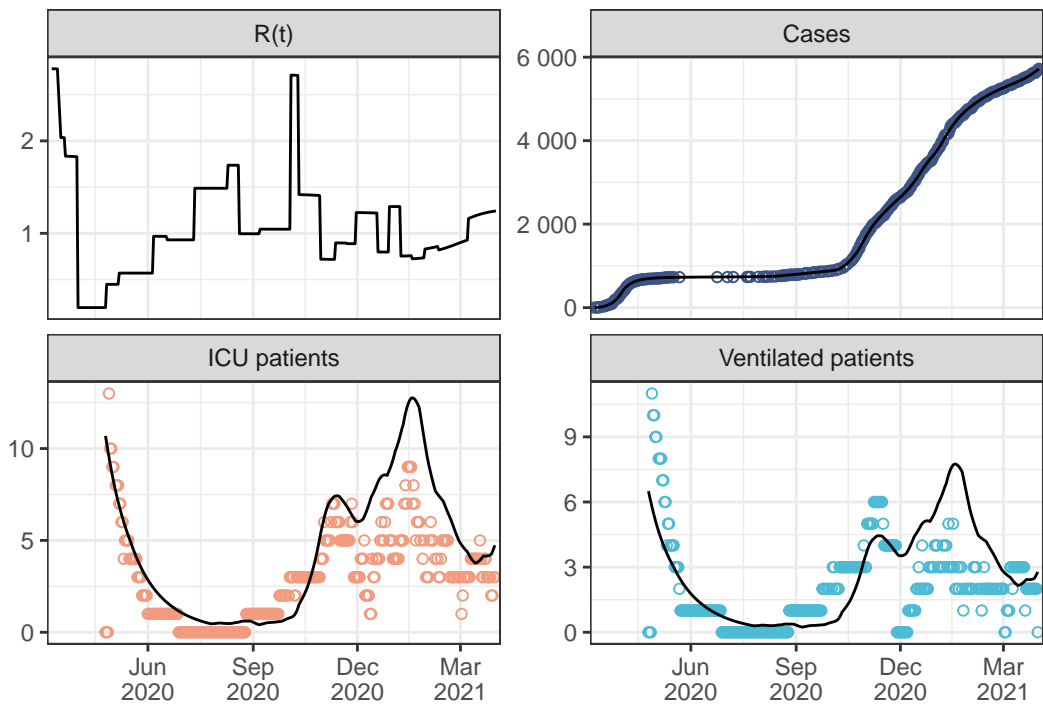 R(t)
Cases
2
1
6 000
4 000
2 000
0
ICU patients
Ventilated patients
10
5
0
9
6
3
0
Jun
2020
Sep
2020
Dec
2020
Mar
2021
Jun
2020
Sep
2020
Dec
2020
Mar
2021